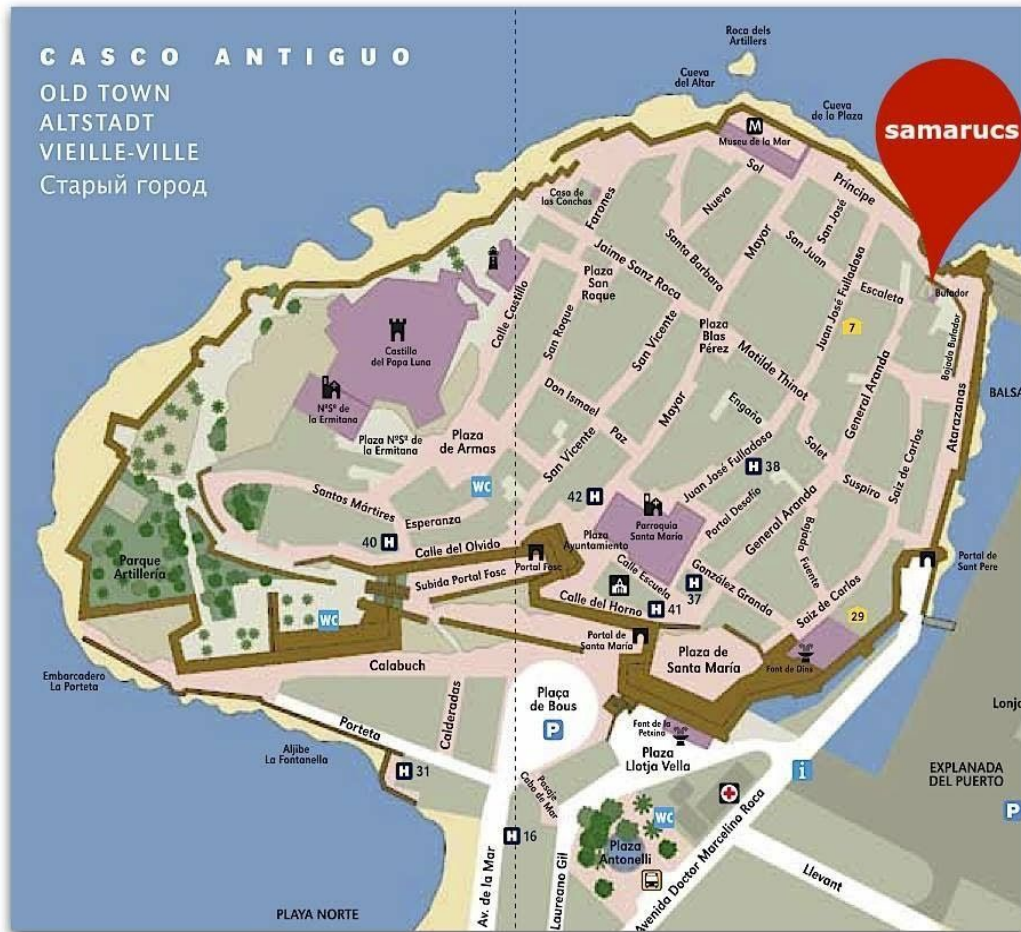 CASCO ANTIGUO
OLD TOWN
ALTSTADT
VIEILLE-VILLE
Старый город
Roca dels
Artillers
Cueva
del Altar
Cueva
de la Plaza
samarucs
M
Museu de la Mar
Sol
Príncipe
Casa de
las Conchas
Farones
Nueva
Santa Barbara
Mayor
San José
San Juan
Jaime Sanz Roca
Plaza
San
Roque
Juan José Fulladosa
Escaleta
Bufador
Bajada Bufador
Calle Castillo
Castillo
del Papa Luna
San Roque
San Vicente
Plaza
Blas
Pérez
Matilde Thinot
7
General Aranda
Atarazanas
BALSA
NªSª de
la Ermitana
Plaza NªSª de
la Ermitana
Plaza
de Armas
Don Ismael
Paz
Mayor
Engaño
Solet
Saiz de Carlos
San Vicente
Juan José Fulladosa
H 38
Suspiro
WC
Santos Mártires
Esperanza
42 H
Parroquia
Santa María
Portal Desafío
General Aranda
Bolodat
Fuente
Plaza
Ayuntamiento
40 H
Calle del Olvido
Portal Fosc
Subida Portal Fosc
Calle Escuela
H
37
González Granda
Saiz de Carlos
Portal de
Sant Pere
Parque
Artillería
WC
Calle del Horno
H 41
29
Portal de
Santa María
Plaza de
Santa María
Font de Dins
Embarcadero
La Porteta
Calabuch
Calderadas
Plaça
de Bous
P
Font de la
Petxina
Plaza
Llotja Vella
Lonja
Porteta
Aljibe
La Fontanella
H 31
Pasaje
Cabo de Mar
i
EXPLANADA
DEL PUERTO
P
H 16
WC
Plaza
Antonelli
Av. de la Mar
Laureano Gil
Avenida Doctor Marcelino Roca
Llevant
PLAYA NORTE